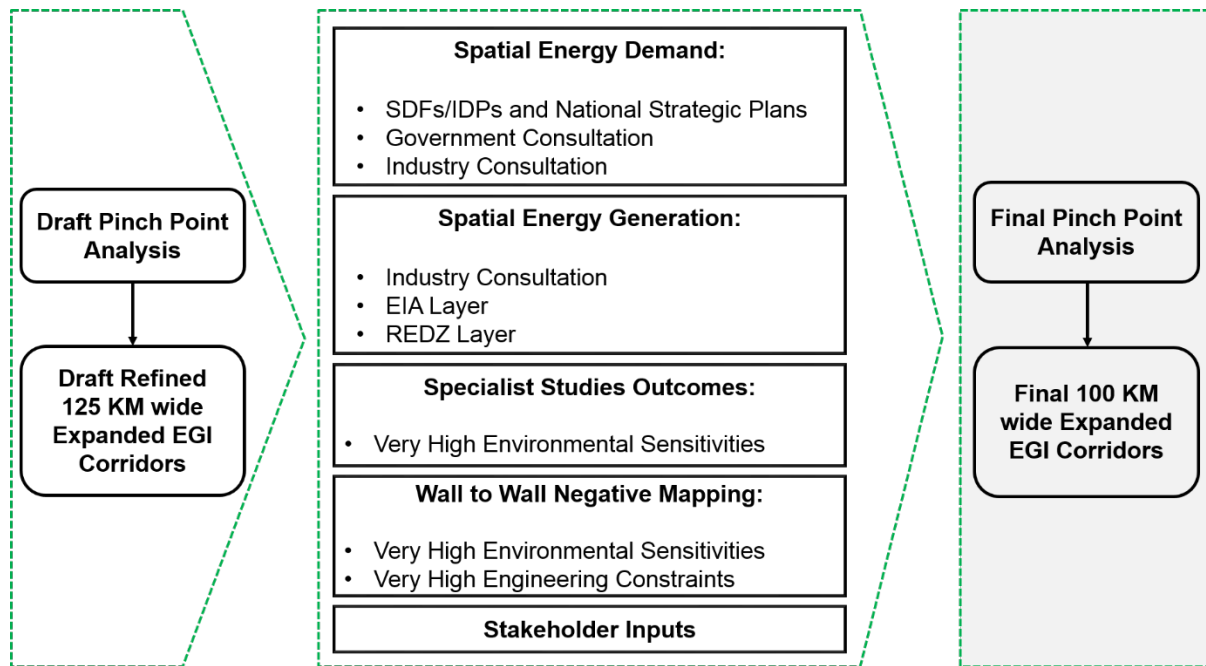 Draft Pinch Point
Analysis
Draft Refined
125 KM wide
Expanded EGI
Corridors
Spatial Energy Demand:
• SDFs/IDPs and National Strategic Plans
• Government Consultation
• Industry Consultation
Spatial Energy Generation:
• Industry Consultation
• EIA Layer
• REDZ Layer
Specialist Studies Outcomes:
• Very High Environmental Sensitivities
Wall to Wall Negative Mapping:
• Very High Environmental Sensitivities
• Very High Engineering Constraints
Stakeholder Inputs
Final Pinch Point
Analysis
Final 100 KM
wide Expanded
EGI Corridors